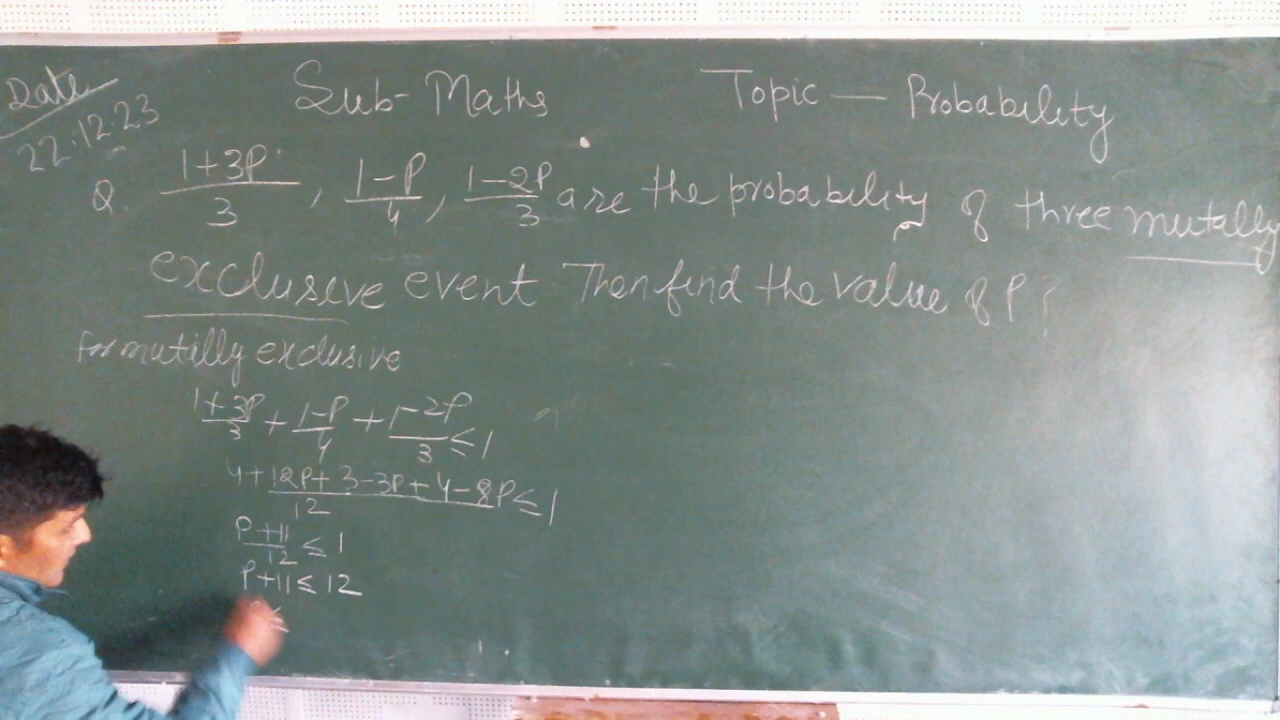 Date
22.12.23
Sub- Maths
Topic — Probability
Q. (1+3P)/3 , (1-P)/4 , (1-2P)/3 are the probability of three mutally
exclusive event Then find the value of P ?
For mutally exclusive
(1+3P)/3 + (1-P)/4 + (1-2P)/3 ≤ 1
(4+12P+3-3P+4-8P)/12 ≤ 1
(P+11)/12 ≤ 1
P+11 ≤ 12